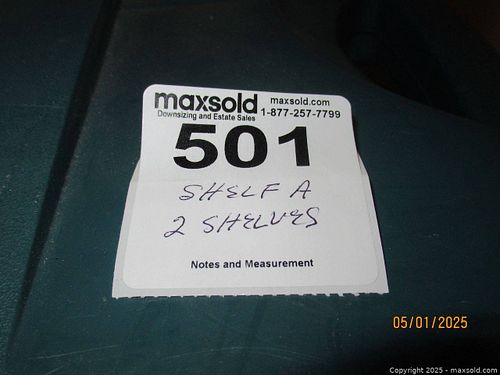 maxsold maxsold.com
Downsizing and Estate Sales 1-877-257-7799
501
SHELF A
2 SHELVES
Notes and Measurement
05/01/2025
Copyright © 2025 - maxsold.com